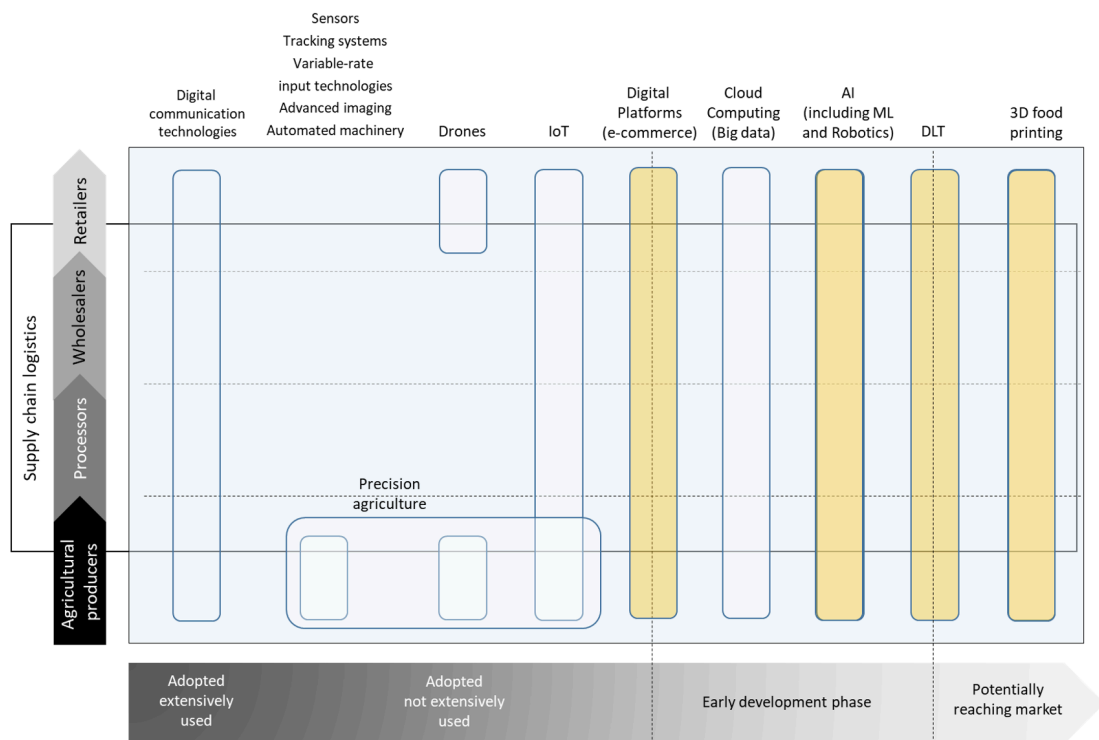 Sensors
Tracking systems
Variable-rate
input technologies
Advanced imaging
Automated machinery
Digital
communication
technologies
Drones
IoT
Digital
Platforms
(e-commerce)
Cloud
Computing
(Big data)
AI
(including ML
and Robotics)
DLT
3D food
printing
Supply chain logistics
Retailers
Wholesalers
Processors
Agricultural
producers
Precision
agriculture
Adopted
extensively
used
Adopted
not extensively
used
Early development phase
Potentially
reaching market